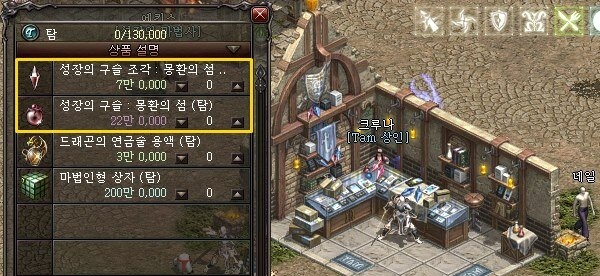 탐 0/130,000
상품 설명
성장의 구슬 조각 : 몽환의 섬 ..
7만 0,000 0
성장의 구슬 : 몽환의 섬 (탐)
22만 0,000 0
드래곤의 연금술 용액 (탐)
3만 0,000 0
마법인형 상자 (탐)
200만 0,000 0
크루나
[Tam 상인]
네일